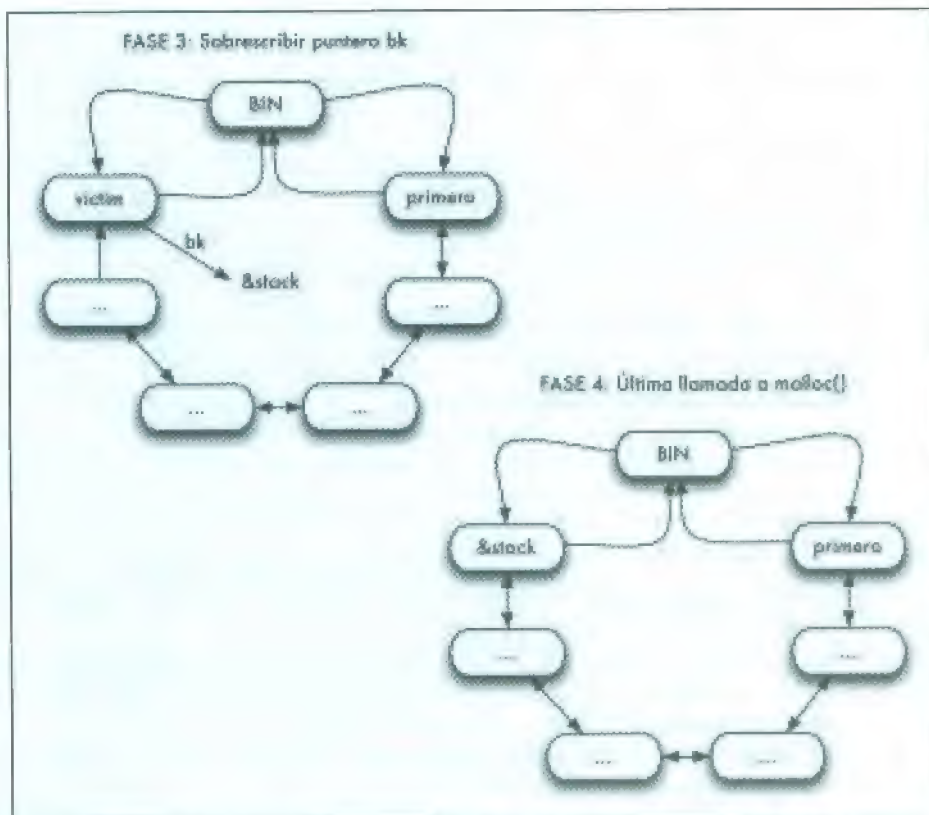 FASE 3: Sobrescribir puntero bk
BIN
victim
primero
bk
&stack
...
...
...
...
FASE 4: Última llamada a malloc()
BIN
&stack
primero
....
....
....
....